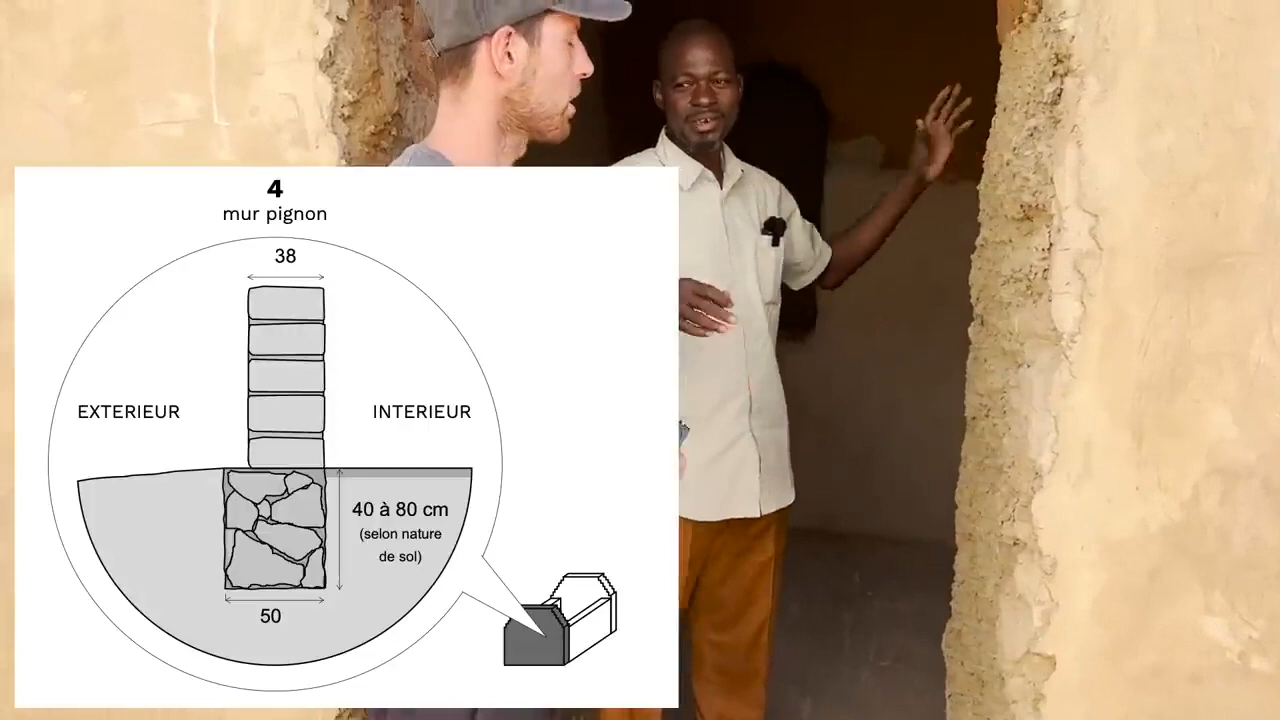 4
mur pignon
38
EXTERIEUR
INTERIEUR
40 à 80 cm
(selon nature
de sol)
50